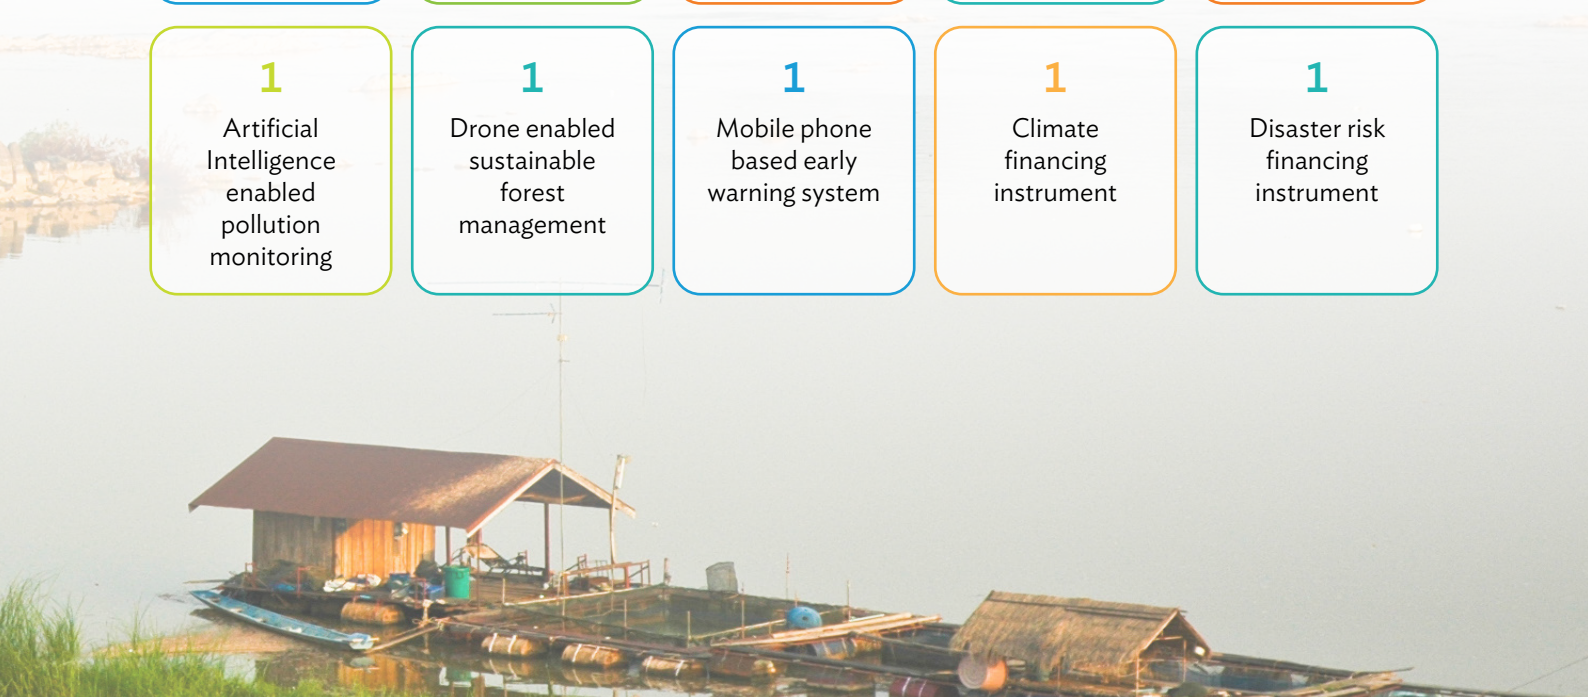 1
Artificial
Intelligence
enabled
pollution
monitoring
1
Drone enabled
sustainable
forest
management
1
Mobile phone
based early
warning system
1
Climate
financing
instrument
1
Disaster risk
financing
instrument